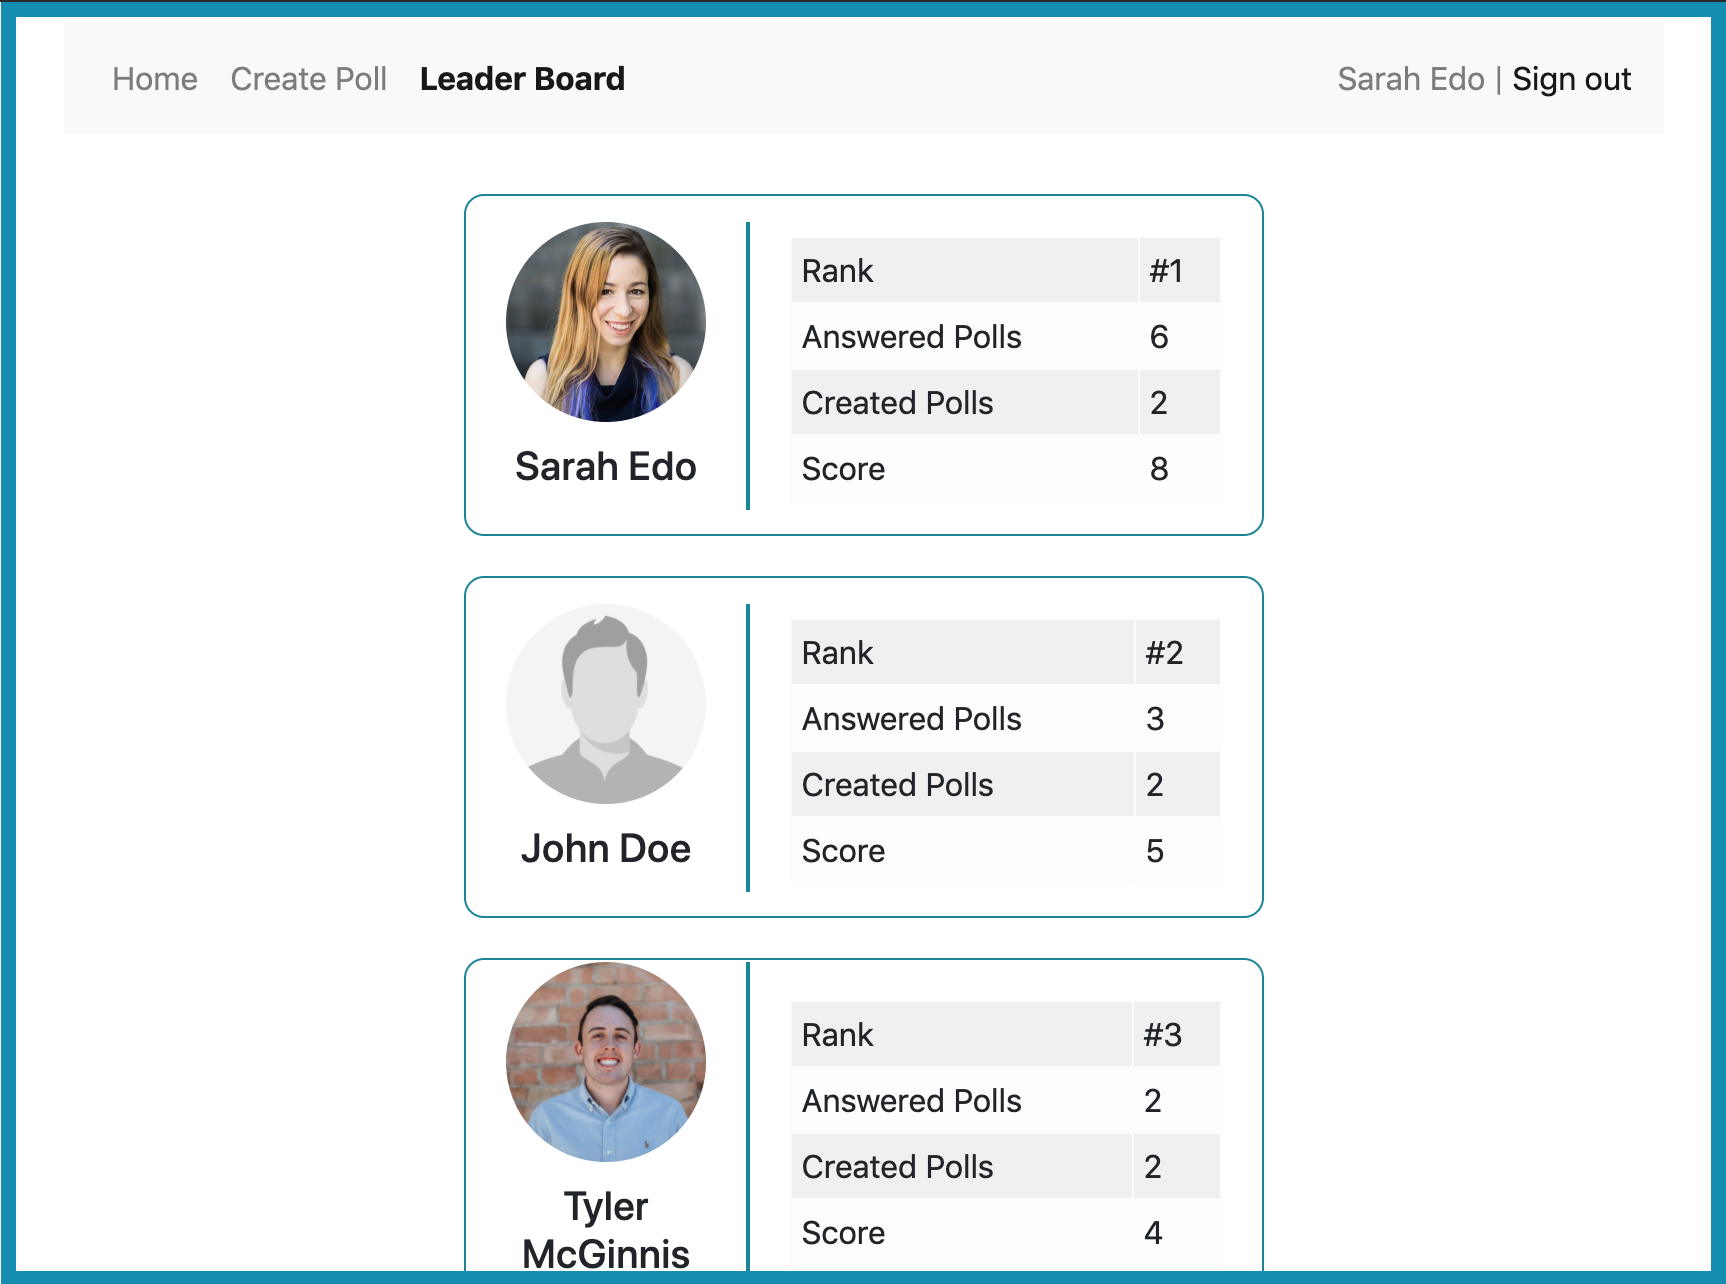 Home Create Poll Leader Board Sarah Edo | Sign out
Sarah Edo
Rank #1
Answered Polls 6
Created Polls 2
Score 8
John Doe
Rank #2
Answered Polls 3
Created Polls 2
Score 5
Tyler
McGinnis
Rank #3
Answered Polls 2
Created Polls 2
Score 4